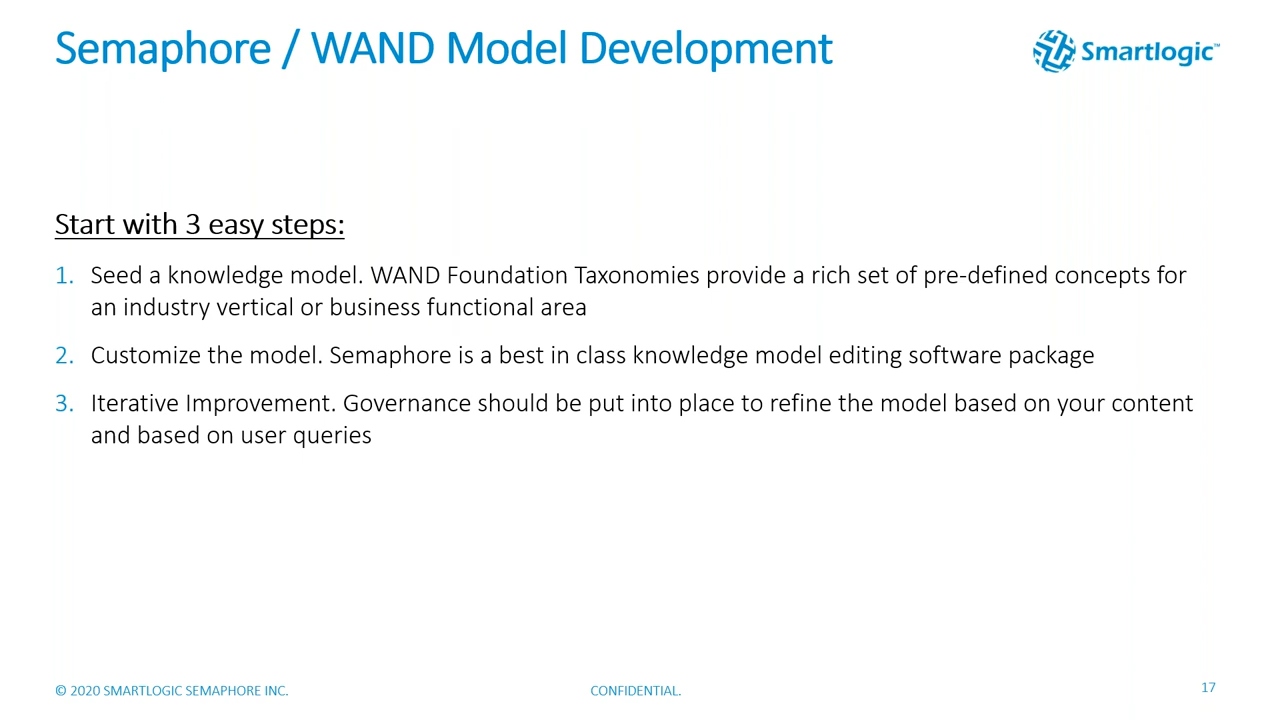 Semaphore / WAND Model Development
Smartlogic™
Start with 3 easy steps:
1. Seed a knowledge model. WAND Foundation Taxonomies provide a rich set of pre-defined concepts for
an industry vertical or business functional area
2. Customize the model. Semaphore is a best in class knowledge model editing software package
3. Iterative Improvement. Governance should be put into place to refine the model based on your content
and based on user queries
© 2020 SMARTLOGIC SEMAPHORE INC.
CONFIDENTIAL.
17